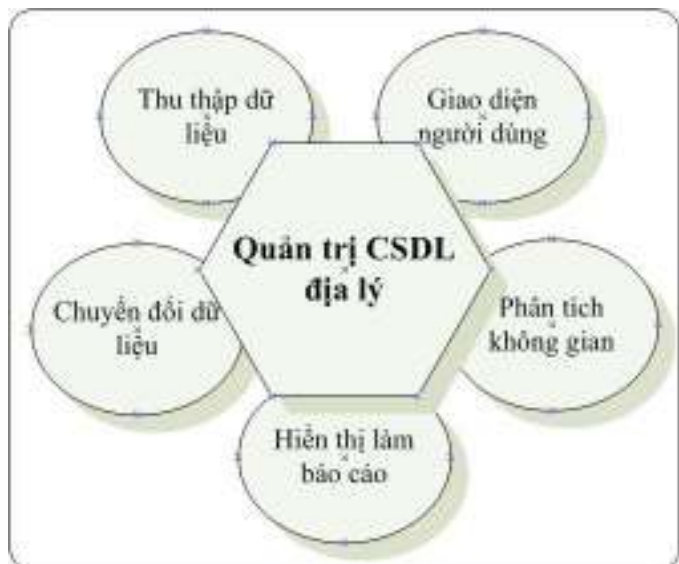 Thu thập dữ
liệu
Giao diện
người dùng
Quản trị CSDL
địa lý
Chuyển đổi dữ
liệu
Phân tích
không gian
Hiển thị làm
báo cáo